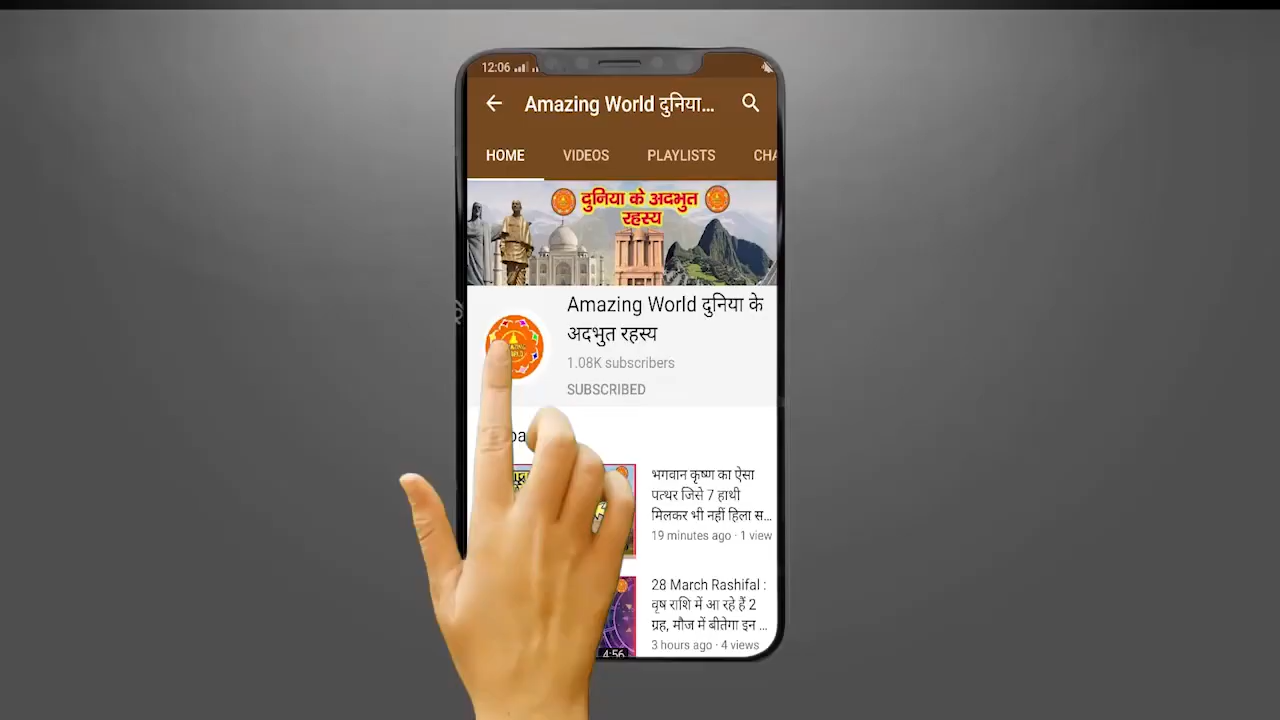 12:06
Amazing World दुनिया...
HOME VIDEOS PLAYLISTS CHA
दुनिया के अदभुत
रहस्य
Amazing World दुनिया के
अदभुत रहस्य
1.08K subscribers
SUBSCRIBED
भगवान कृष्ण का ऐसा
पत्थर जिसे 7 हाथी
मिलकर भी नहीं हिला स...
19 minutes ago · 1 view
28 March Rashifal :
वृष राशि में आ रहे हैं 2
ग्रह, मौज में बीतेगा इन ...
3 hours ago · 4 views
4:56